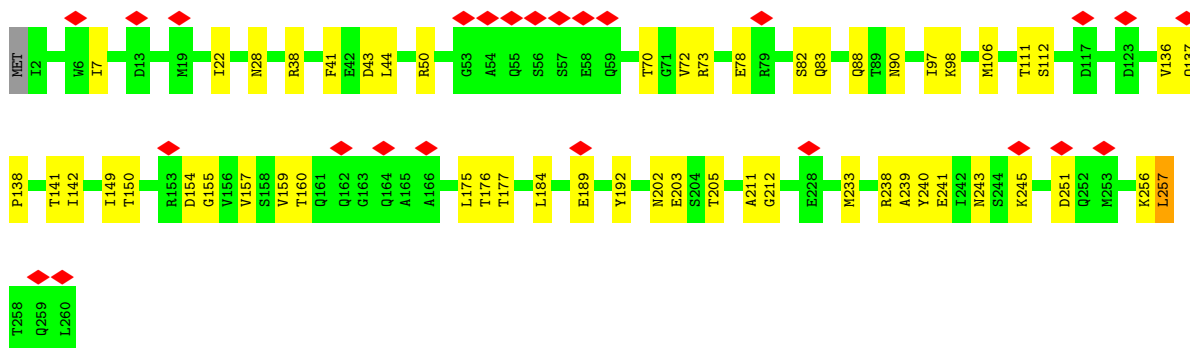 MET I2 W6 I7 D13 M19 I22 N28 R38 F41 E42 D43 L44 R50 G53 A54 Q55 S56 S57 E58 Q59 T70 G71 V72 R73 E78 R79 S82 Q83 Q88 T89 N90 I97 K98 M106 T111 S112 D117 D123 V136 Q137
P138 T141 I142 I149 T150 R153 D154 G155 V156 V157 S158 V159 T160 Q161 Q162 G163 Q164 A165 A166 L175 T176 T177 L184 E189 Y192 N202 E203 S204 T205 A211 G212 E228 M233 R238 A239 Y240 E241 I242 N243 S244 K245 D251 Q252 M253 K256 L257
T258 Q259 L260